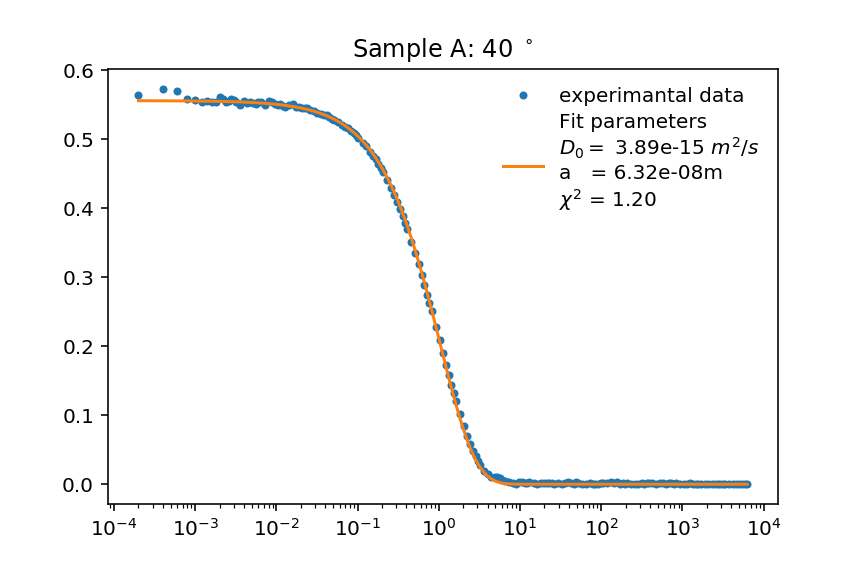 Sample A: 40 °
0.6
0.5
0.4
0.3
0.2
0.1
0.0
experimantal data
Fit parameters
D₀ = 3.89e-15 m²/s
a = 6.32e-08m
χ² = 1.20
10⁻⁴ 10⁻³ 10⁻² 10⁻¹ 10⁰ 10¹ 10² 10³ 10⁴